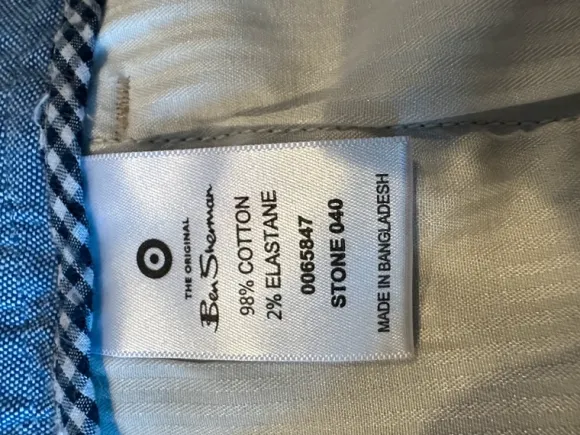 THE ORIGINAL
Ben Sherman
98% COTTON
2% ELASTANE
0065847
STONE 040
MADE IN BANGLADESH